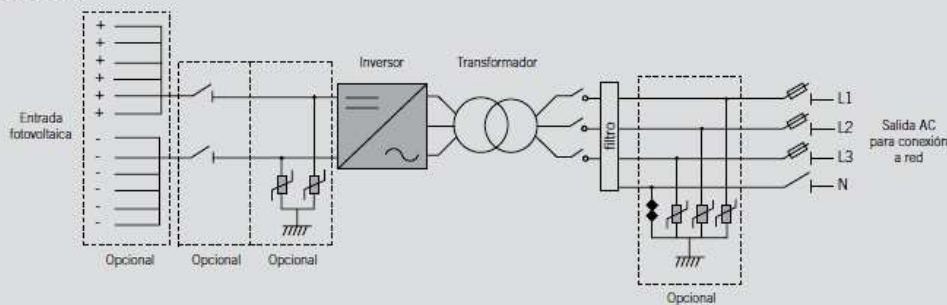 +
+
+
+
+
+
-
-
-
-
-
-
Entrada
fotovoltaica
Opcional
Opcional
Opcional
Inversor
Transformador
filtro
L1
L2
L3
N
Salida AC
para conexión
a red
Opcional